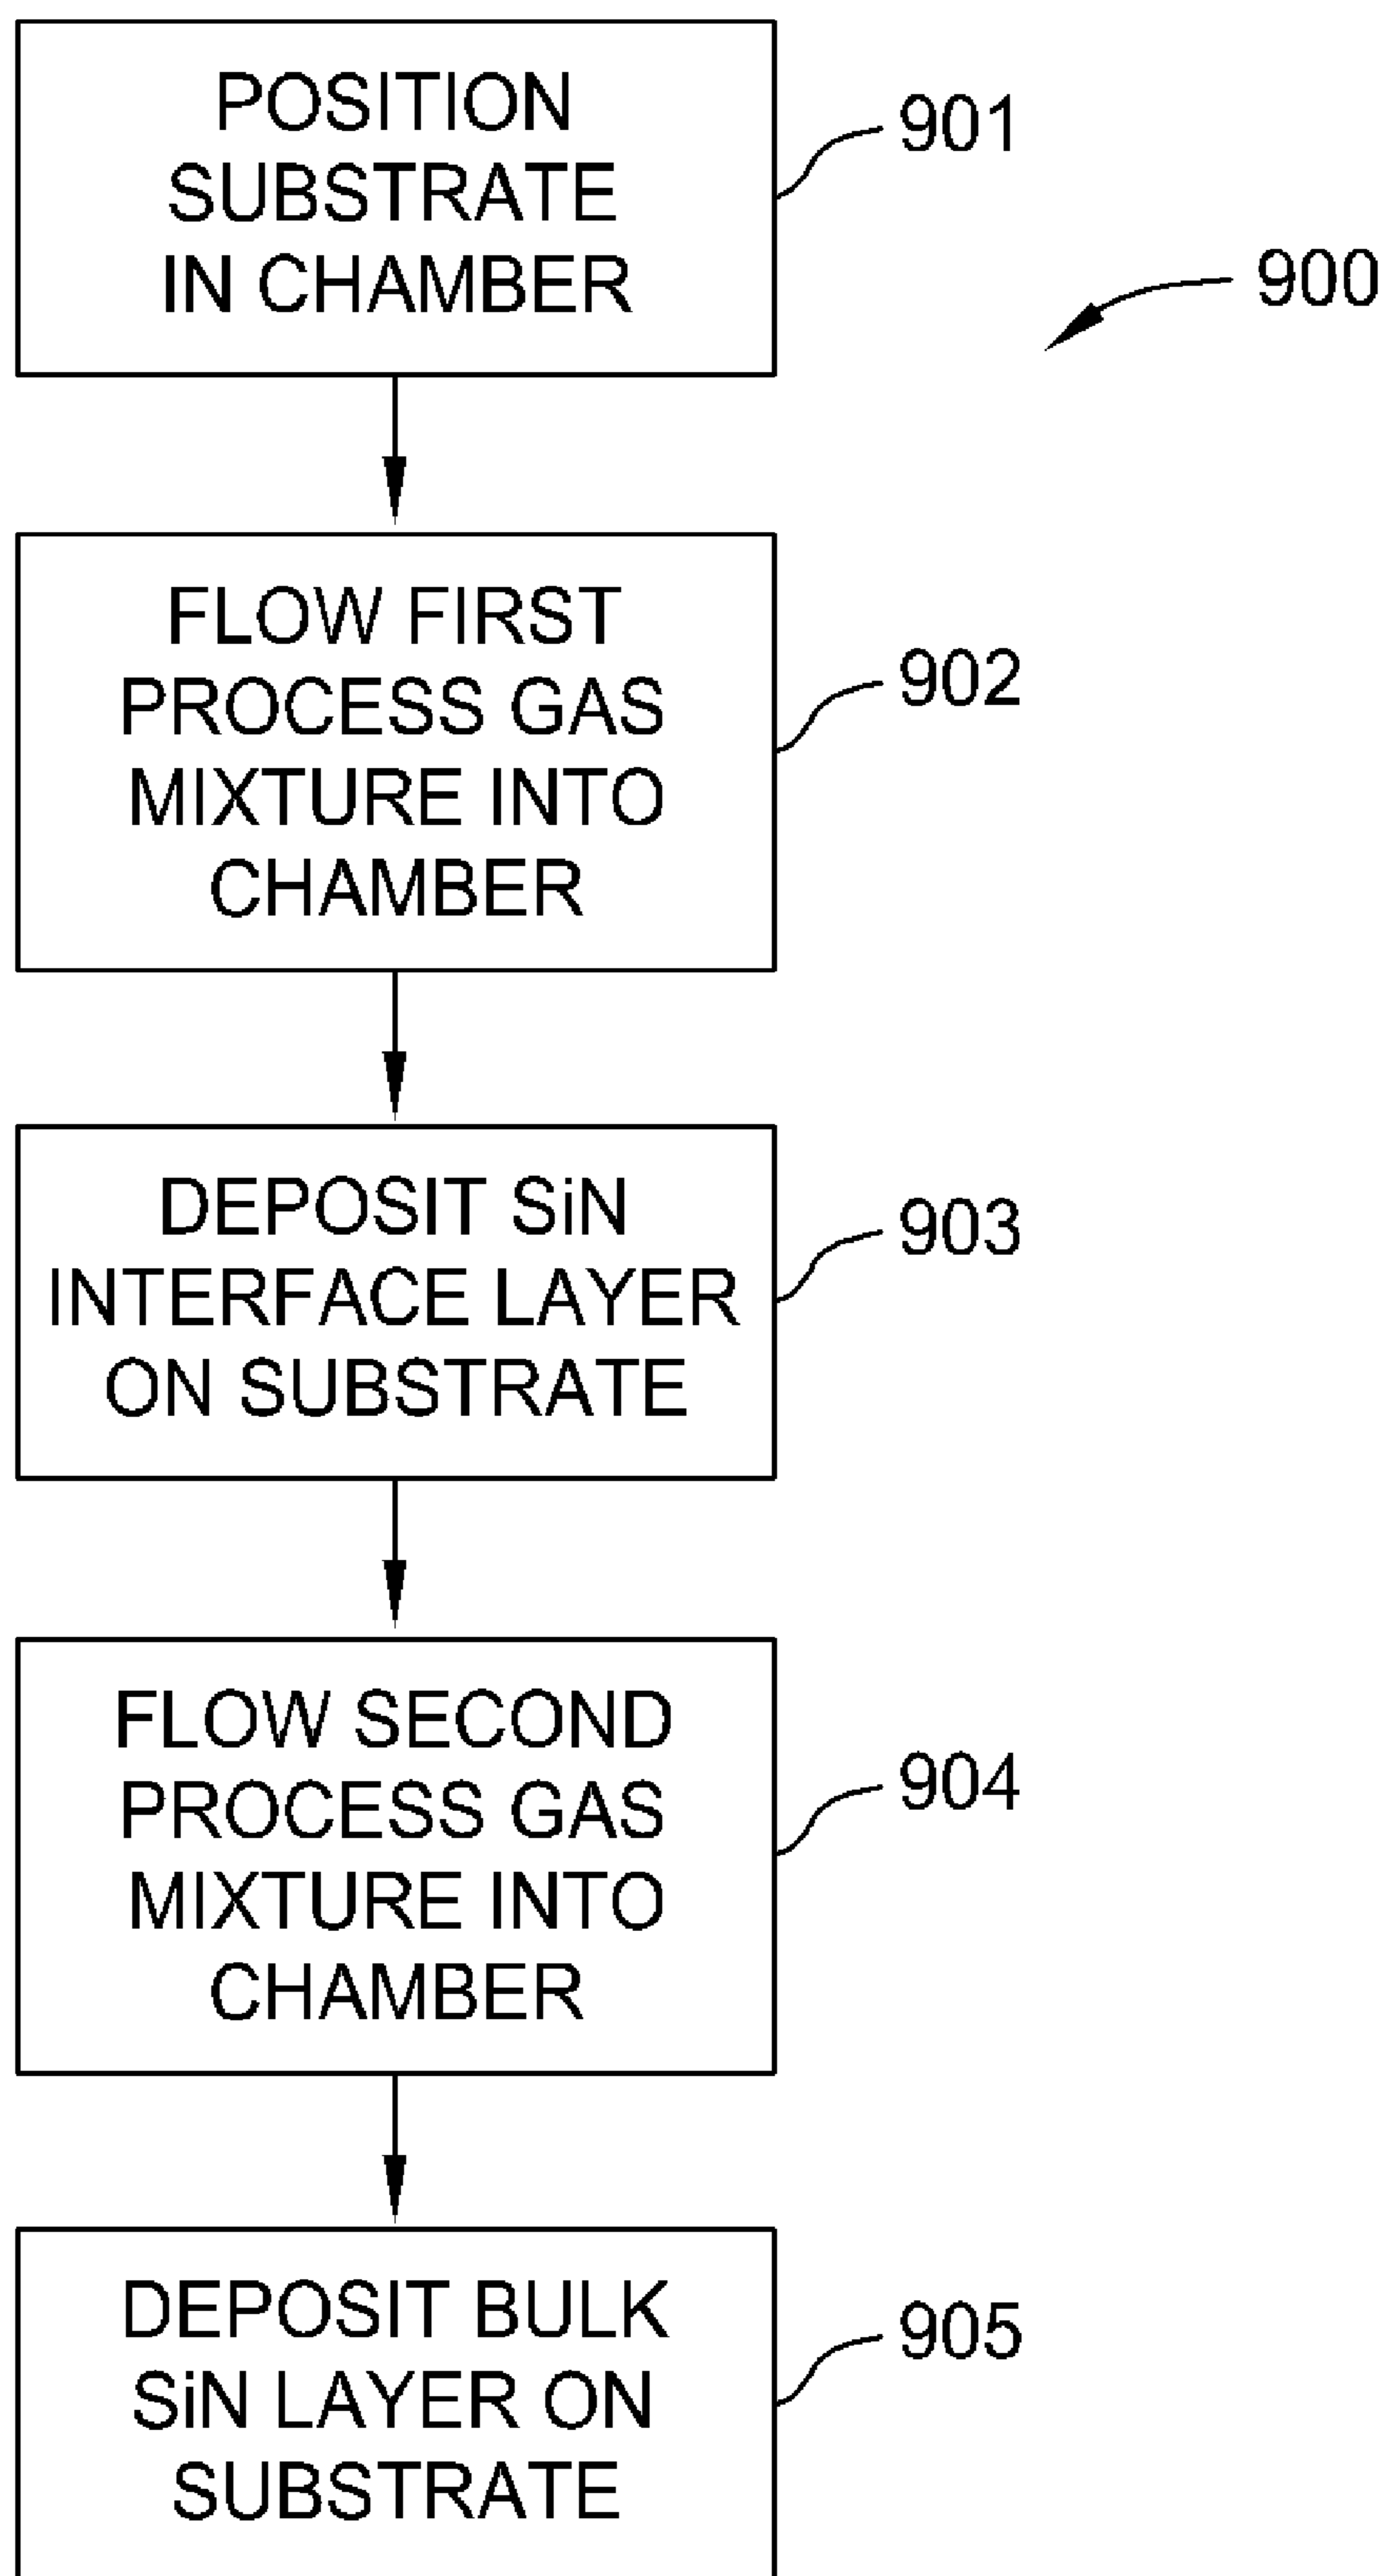 POSITION
SUBSTRATE
IN CHAMBER
901
900
FLOW FIRST
PROCESS GAS
MIXTURE INTO
CHAMBER
902
DEPOSIT SiN
INTERFACE LAYER
ON SUBSTRATE
903
FLOW SECOND
PROCESS GAS
MIXTURE INTO
CHAMBER
904
DEPOSIT BULK
SiN LAYER ON
SUBSTRATE
905